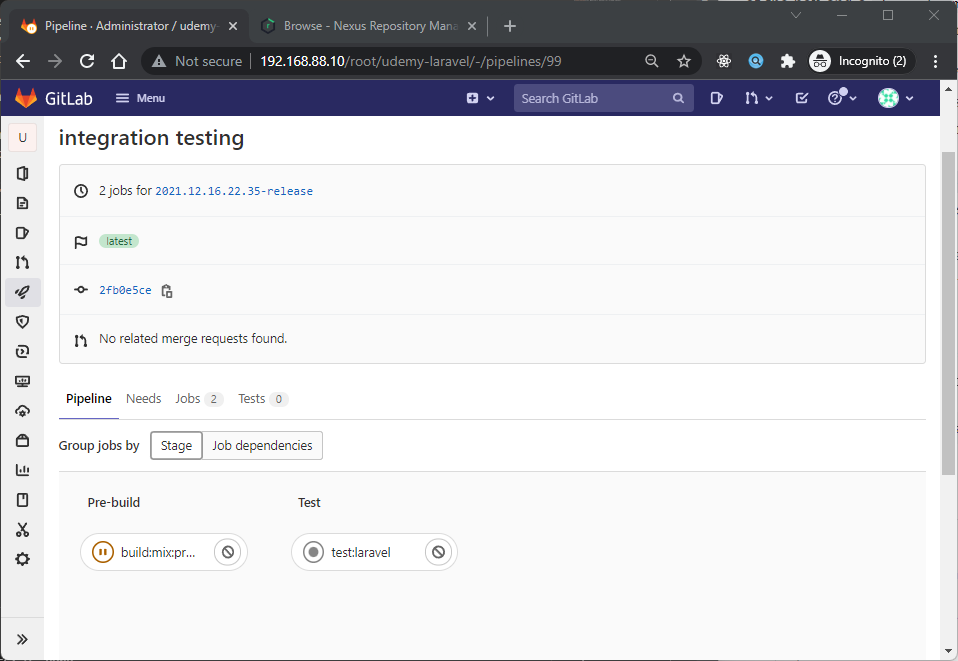 Pipeline · Administrator / udemy-
Browse - Nexus Repository Mana
Not secure
192.168.88.10/root/udemy-laravel/-/pipelines/99
Incognito (2)
GitLab
Menu
Search GitLab
U
integration testing
2 jobs for 2021.12.16.22.35-release
latest
2fb0e5ce
No related merge requests found.
Pipeline Needs Jobs 2 Tests 0
Group jobs by Stage Job dependencies
Pre-build
Test
build:mix:pr...
test:laravel